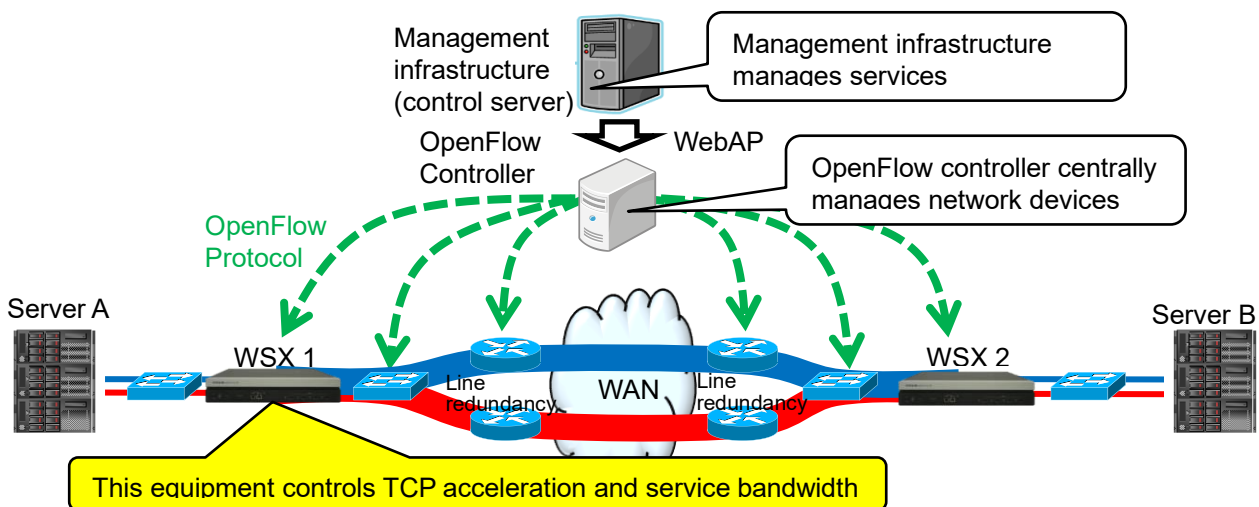 Management
infrastructure
(control server)
Management infrastructure
manages services
OpenFlow
Controller
WebAP
OpenFlow controller centrally
manages network devices
OpenFlow
Protocol
Server A
Server B
WSX 1
WSX 2
Line
redundancy
WAN
Line
redundancy
This equipment controls TCP acceleration and service bandwidth